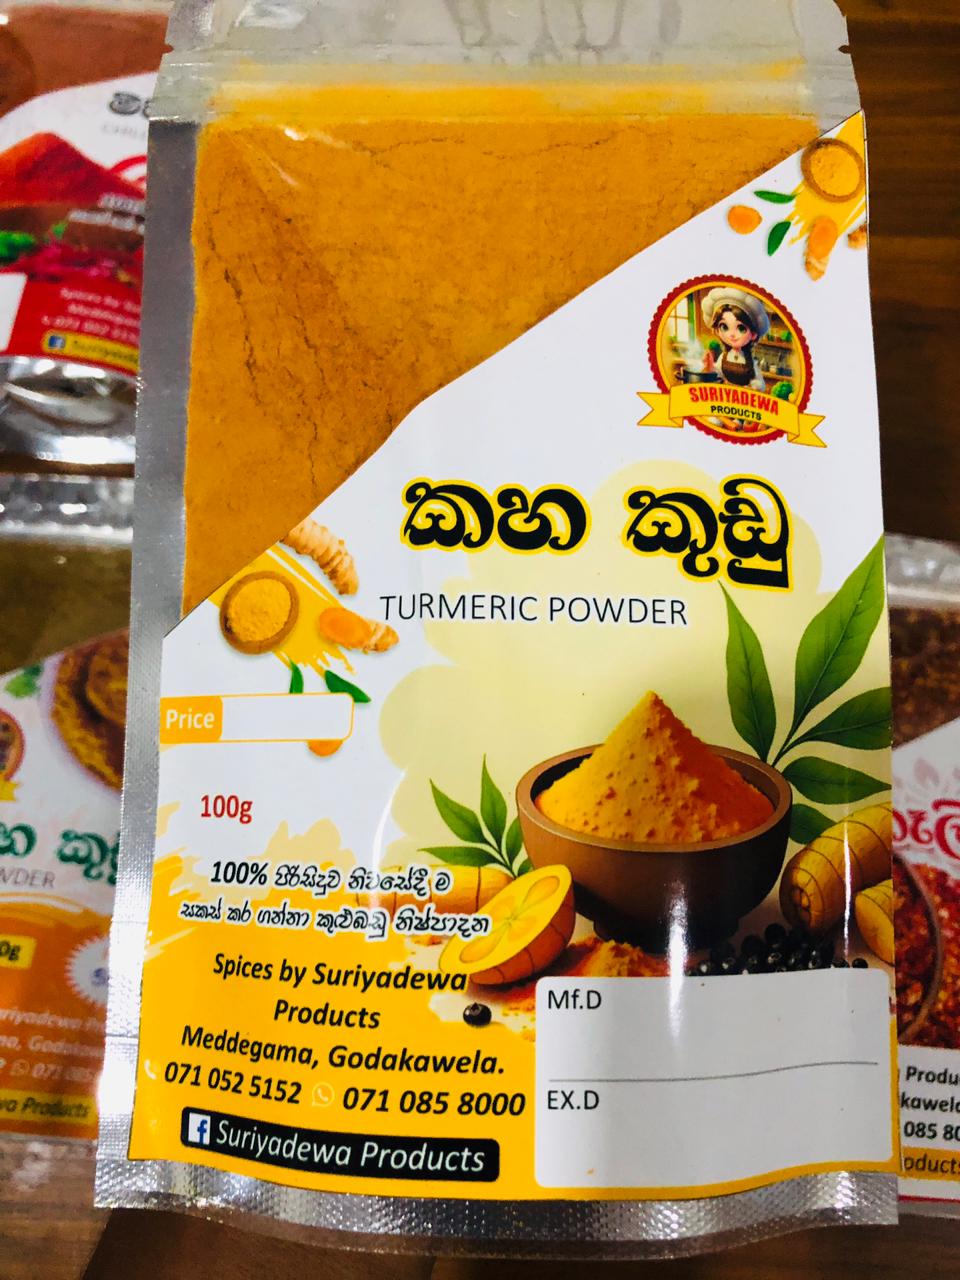 SURIYADEWA
PRODUCTS
කහ කුඩු
TURMERIC POWDER
Price
100g
100% පිරිසිදුව නිවසේදී ම
සකස් කර ගන්නා කුළුබඩු නිෂ්පාදන
Spices by Suriyadewa
Products
Meddegama, Godakawela.
071 052 5152 071 085 8000
Suriyadewa Products
Mf.D
EX.D